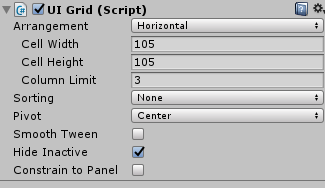 UI Grid (Script)
Arrangement Horizontal
Cell Width 105
Cell Height 105
Column Limit 3
Sorting None
Pivot Center
Smooth Tween
Hide Inactive
Constrain to Panel